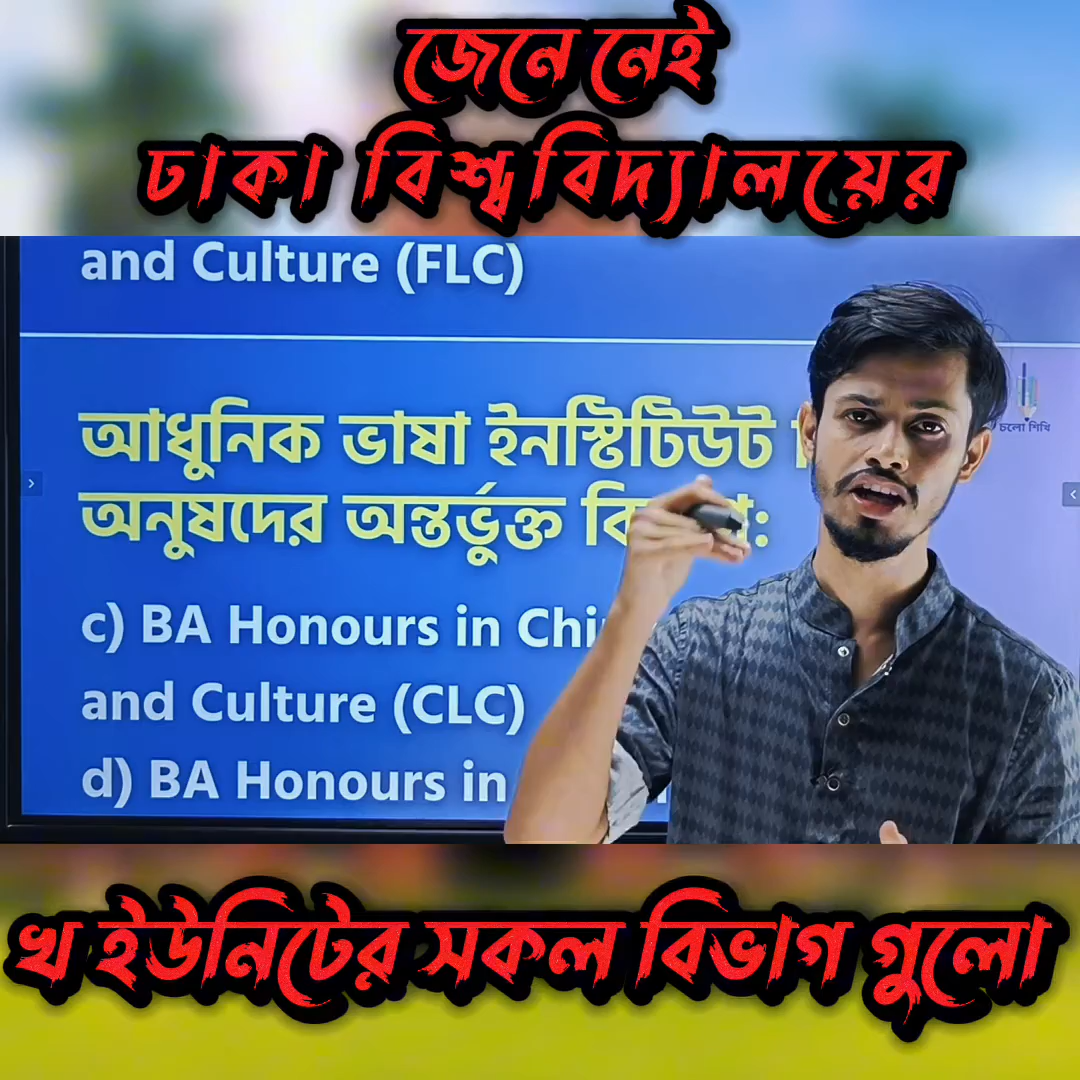 জেনে নেই
ঢাকা বিশ্ববিদ্যালয়ের
and Culture (FLC)
আধুনিক ভাষা ইনস্টিটিউট
চলো শিখি
অনুষদের অন্তর্ভুক্ত
c) BA Honours in
and Culture (CLC)
d) BA Honours in
খ ইউনিটের সকল বিভাগ গুলো